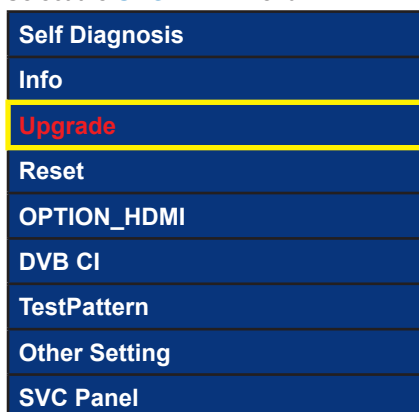 Self Diagnosis
Info
Upgrade
Reset
OPTION_HDMI
DVB CI
TestPattern
Other Setting
SVC Panel